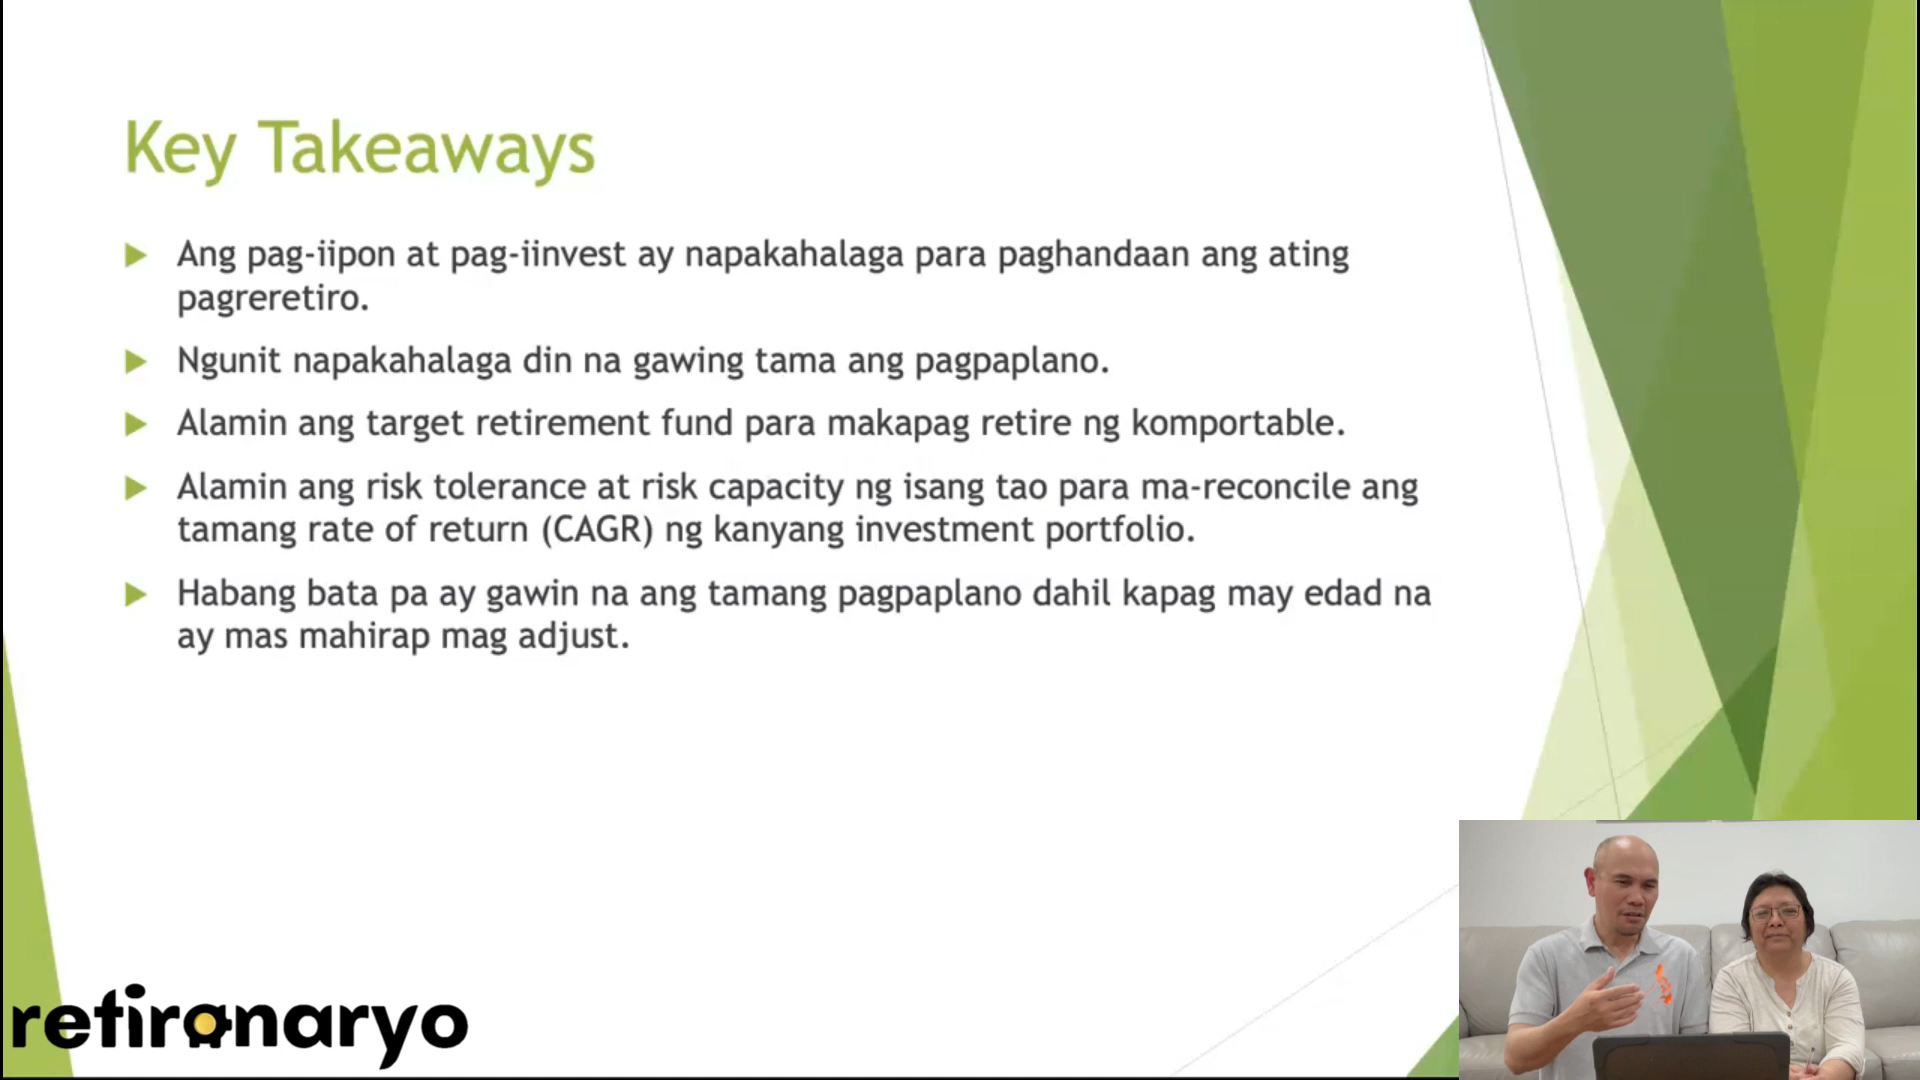 Key Takeaways
Ang pag-iipon at pag-iinvest ay napakahalaga para paghandaan ang ating
pagreretiro.
Ngunit napakahalaga din na gawing tama ang pagpaplano.
Alamin ang target retirement fund para makapag retire ng komportable.
Alamin ang risk tolerance at risk capacity ng isang tao para ma-reconcile ang
tamang rate of return (CAGR) ng kanyang investment portfolio.
Habang bata pa ay gawin na ang tamang pagpaplano dahil kapag may edad na
ay mas mahirap mag adjust.
retironaryo